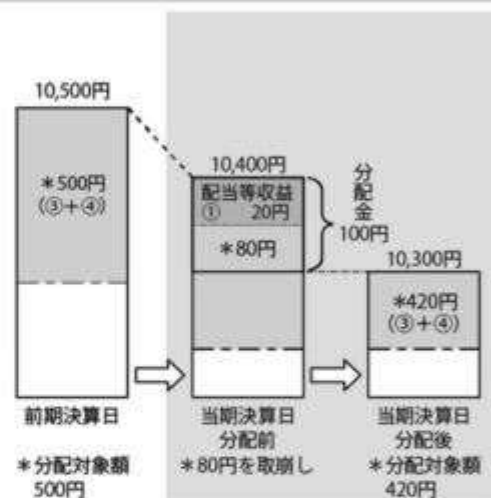 10,500円
*500円
(③+④)
10,400円
配当等収益
① 20円
*80円
分配金
100円
10,300円
*420円
(③+④)
前期決算日
*分配対象額
500円
当期決算日
分配前
*80円を取崩し
当期決算日
分配後
*分配対象額
420円